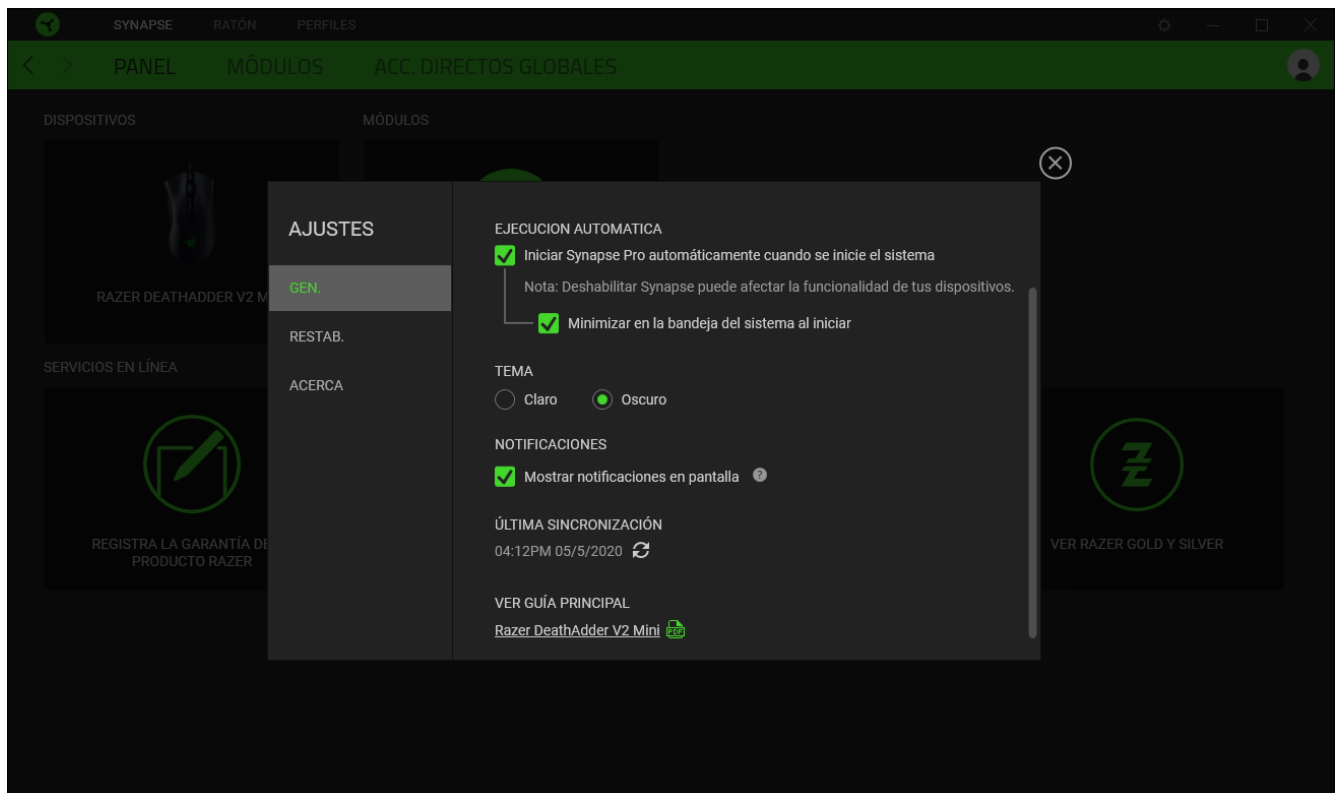 SYNAPSE RATÓN PERFILES
PANEL MÓDULOS ACC. DIRECTOS GLOBALES
DISPOSITIVOS MÓDULOS
RAZER DEATHADDER V2 M
SERVICIOS EN LÍNEA
REGISTRA LA GARANTÍA DE
PRODUCTO RAZER
VER RAZER GOLD Y SILVER
AJUSTES
GEN.
RESTAB.
ACERCA
EJECUCION AUTOMATICA
Iniciar Synapse Pro automáticamente cuando se inicie el sistema
Nota: Deshabilitar Synapse puede afectar la funcionalidad de tus dispositivos.
Minimizar en la bandeja del sistema al iniciar
TEMA
Claro Oscuro
NOTIFICACIONES
Mostrar notificaciones en pantalla ?
ÚLTIMA SINCRONIZACIÓN
04:12PM 05/5/2020
VER GUÍA PRINCIPAL
Razer DeathAdder V2 Mini PDF